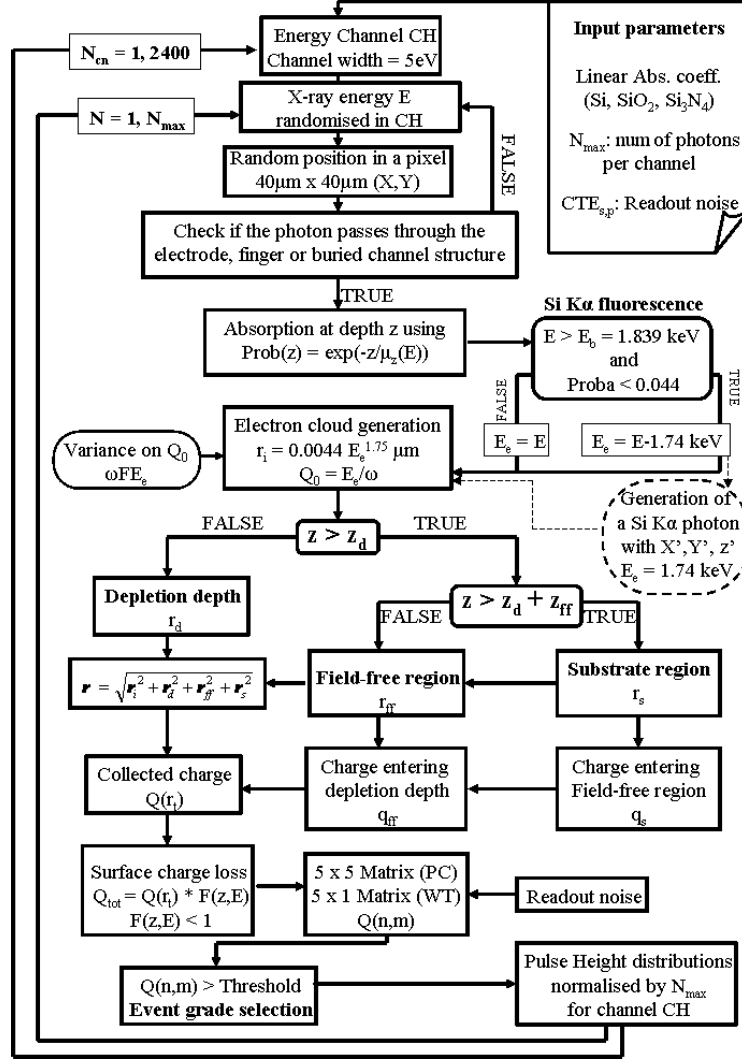 Energy Channel CH
Channel width = 5eV
N_cn = 1, 2400
X-ray energy E
randomised in CH
N = 1, N_max
FALSE
Random position in a pixel
40µm x 40µm (X,Y)
Check if the photon passes through the
electrode, finger or buried channel structure
TRUE
Input parameters
Linear Abs. coeff.
(Si, SiO₂, Si₃N₄)
N_max: num of photons
per channel
CTE_s,p: Readout noise
Absorption at depth z using
Prob(z) = exp(-z/µ_z(E))
Si Kα fluorescence
E > E_b = 1.839 keV
and
Proba < 0.044
FALSE
TRUE
E_e = E
E_e = E-1.74 keV
Variance on Q₀
ωFE_e
Electron cloud generation
r_i = 0.0044 E_e^1.75 µm
Q₀ = E_e/ω
Generation of
a Si Kα photon
with X’,Y’, z’
E_e = 1.74 keV
FALSE
TRUE
z > z_d
z > z_d + z_ff
FALSE
TRUE
Depletion depth
r_d
Field-free region
r_ff
Substrate region
r_s
r = √(r_i² + r_d² + r_ff² + r_s²)
Collected charge
Q(r_t)
Charge entering
depletion depth
q_ff
Charge entering
Field-free region
q_s
Surface charge loss
Q_tot = Q(r_t) * F(z,E)
F(z,E) < 1
5 x 5 Matrix (PC)
5 x 1 Matrix (WT)
Q(n,m)
Readout noise
Q(n,m) > Threshold
Event grade selection
Pulse Height distributions
normalised by N_max
for channel CH